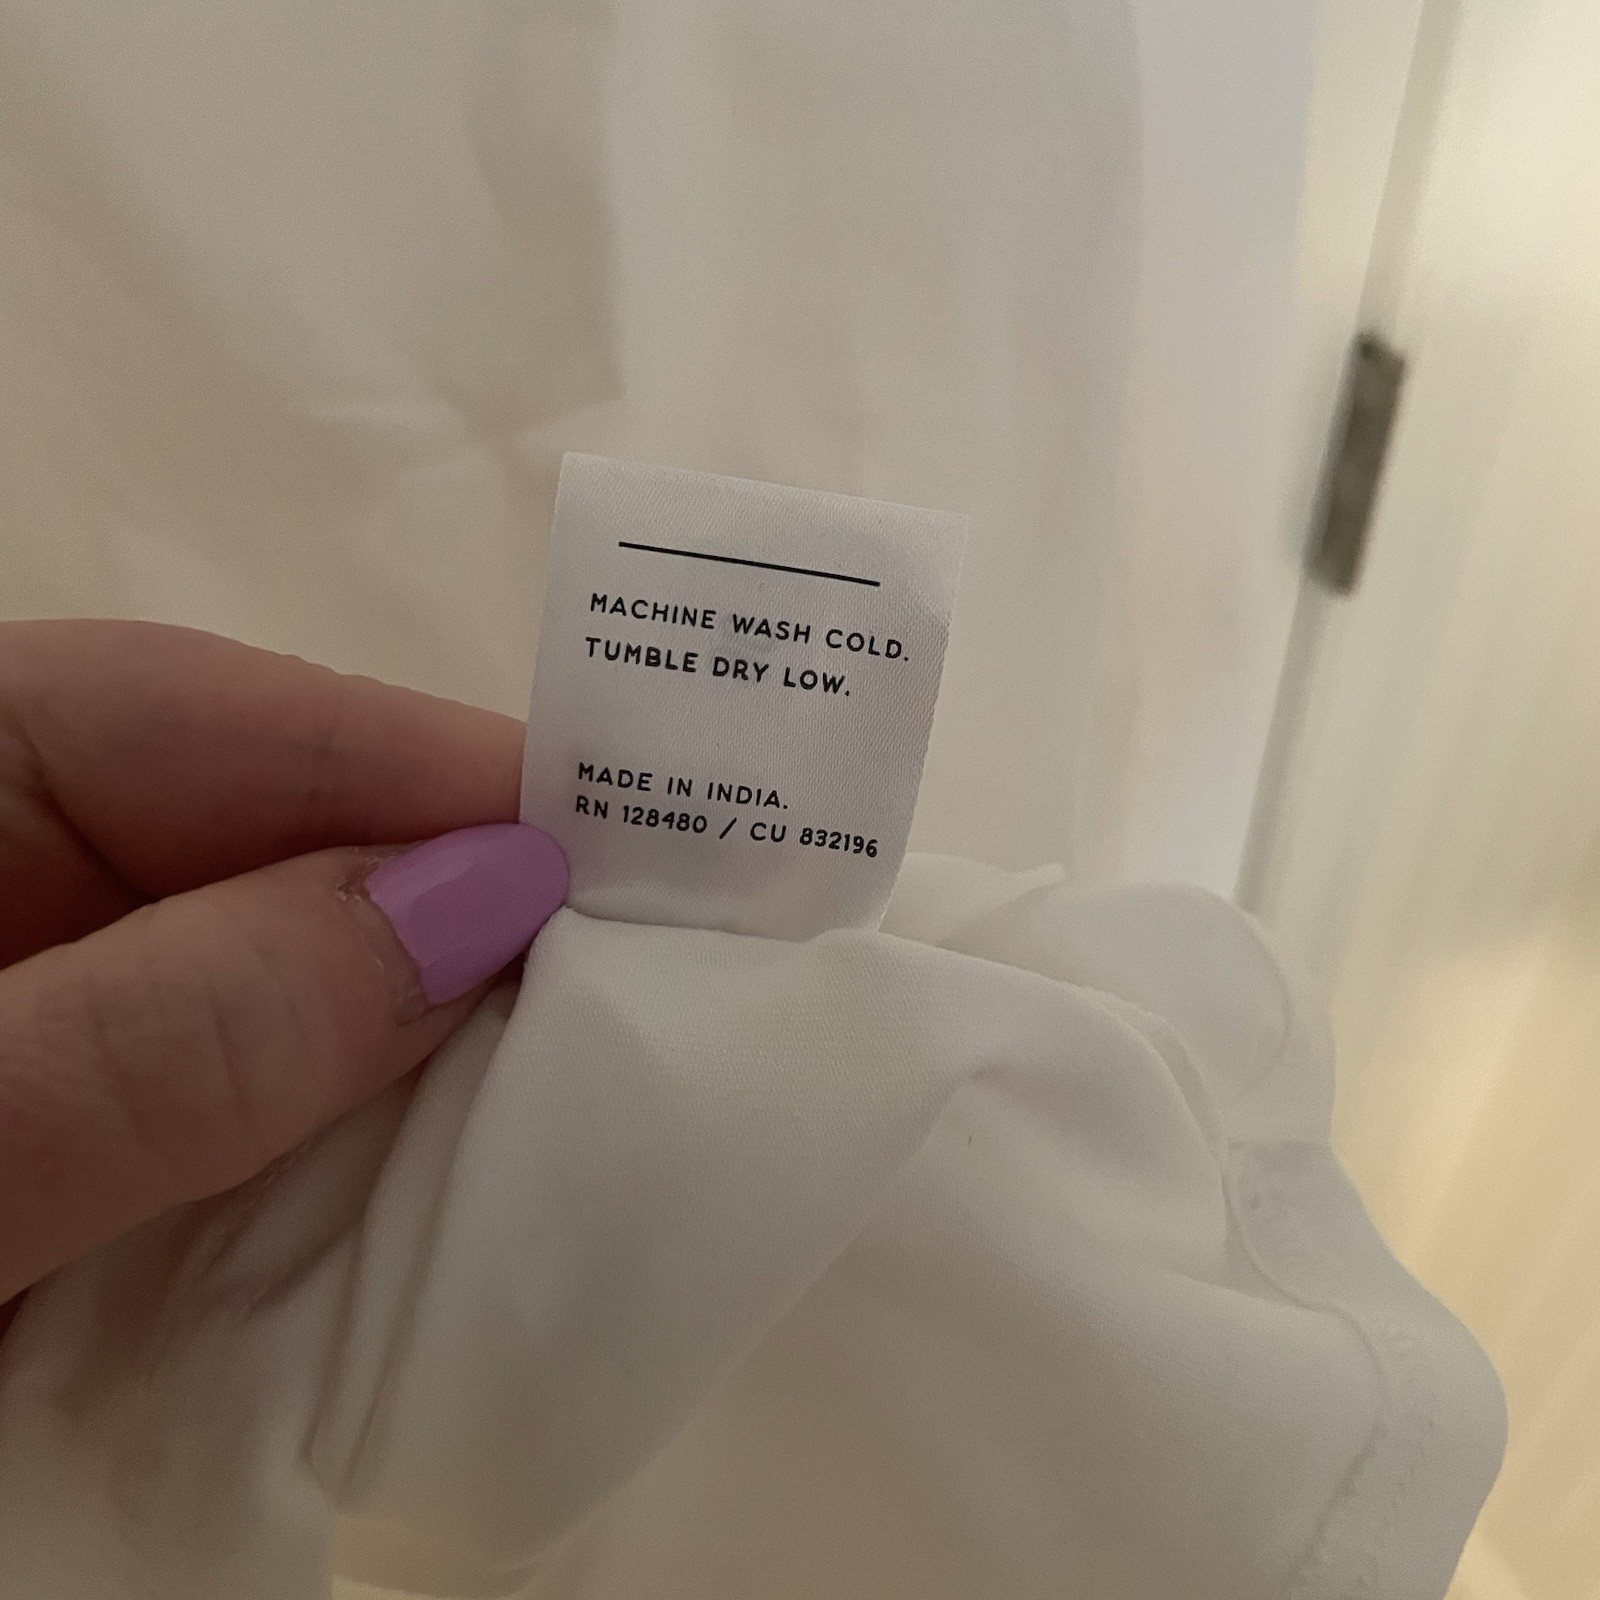 MACHINE WASH COLD.
TUMBLE DRY LOW.
MADE IN INDIA.
RN 128480 / CU 832196